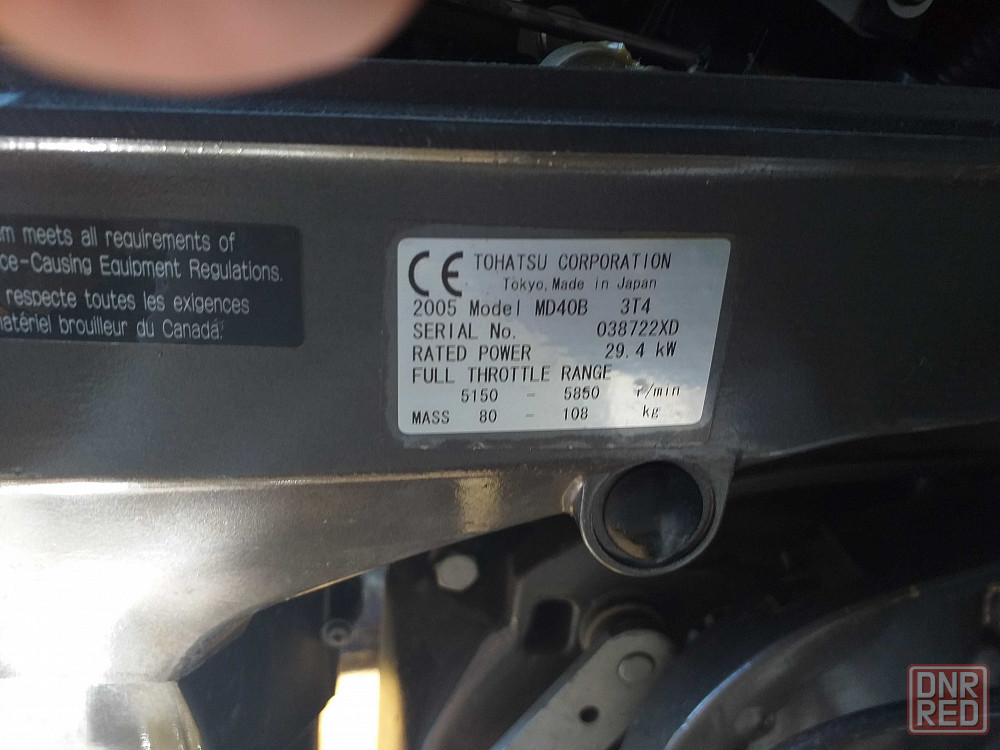 m meets all requirements of
ce-Causing Equipment Regulations.
respecte toutes les exigences
atériel brouilleur du Canada.
CE TOHATSU CORPORATION
Tokyo, Made in Japan
2005 Model MD40B 3T4
SERIAL No. 038722XD
RATED POWER 29.4 kW
FULL THROTTLE RANGE
5150 - 5850 r/min
MASS 80 - 108 kg
DNR
RED